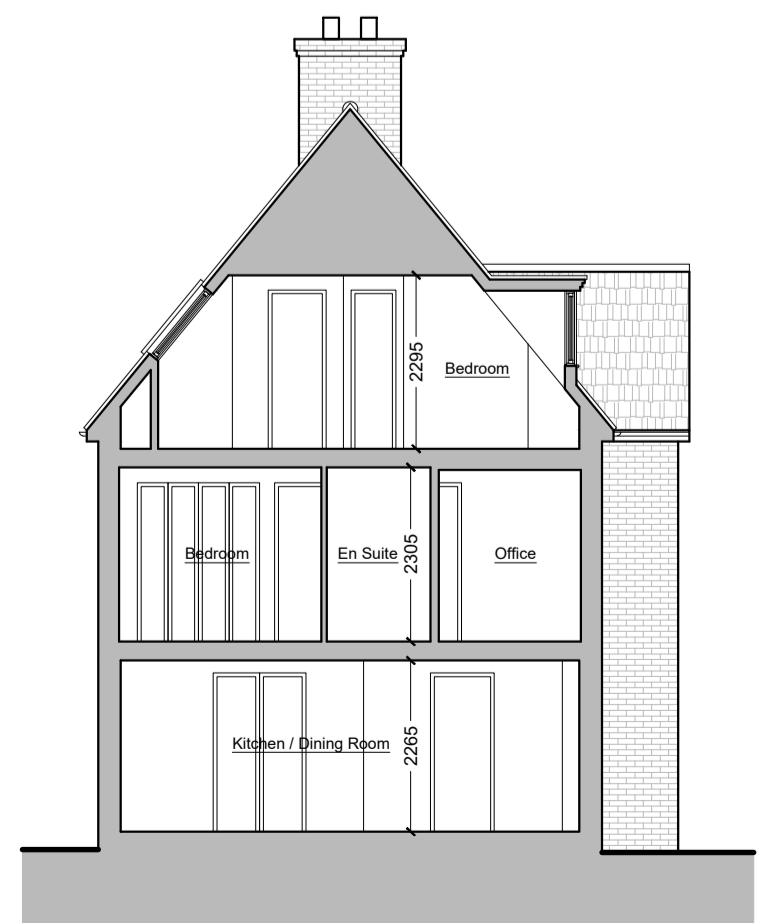 2295
Bedroom
Bedroom
En Suite
2305
Office
Kitchen / Dining Room
2265